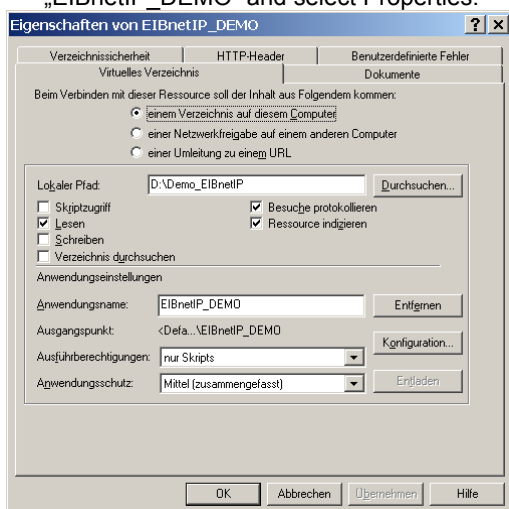 „EIBnetIP_DEMO“ and select Properties.
Eigenschaften von EIBnetIP_DEMO
Verzeichnissicherheit HTTP-Header Benutzerdefinierte Fehler
Virtuelles Verzeichnis Dokumente
Beim Verbinden mit dieser Ressource soll der Inhalt aus Folgendem kommen:
einem Verzeichnis auf diesem Computer
einer Netzwerkfreigabe auf einem anderen Computer
einer Umleitung zu einem URL
Lokaler Pfad: D:\Demo_EIBnetIP Durchsuchen...
Skriptzugriff Besuche protokollieren
Lesen Ressource indizieren
Schreiben
Verzeichnis durchsuchen
Anwendungseinstellungen
Anwendungsname: EIBnetIP_DEMO Entfernen
Ausgangspunkt: <Defa...\EIBnetIP_DEMO
Konfiguration...
Ausführberechtigungen: nur Skripts
Anwendungsschutz: Mittel (zusammengefasst) Entladen
OK Abbrechen Übernehmen Hilfe